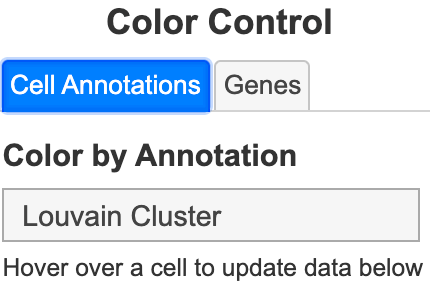 Color Control
Cell Annotations Genes
Color by Annotation
Louvain Cluster
Hover over a cell to update data below